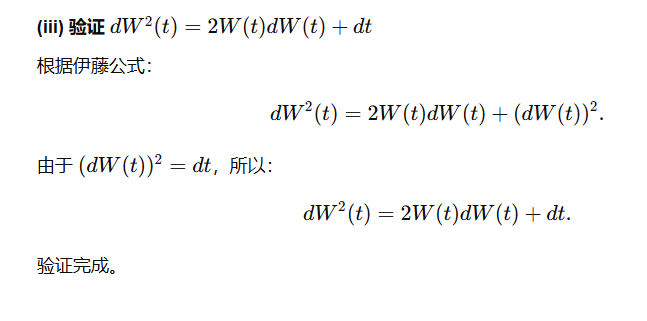 (iii) 验证 dW²(t) = 2W(t)dW(t) + dt
根据伊藤公式：
dW²(t) = 2W(t)dW(t) + (dW(t))².
由于 (dW(t))² = dt，所以：
dW²(t) = 2W(t)dW(t) + dt.
验证完成。